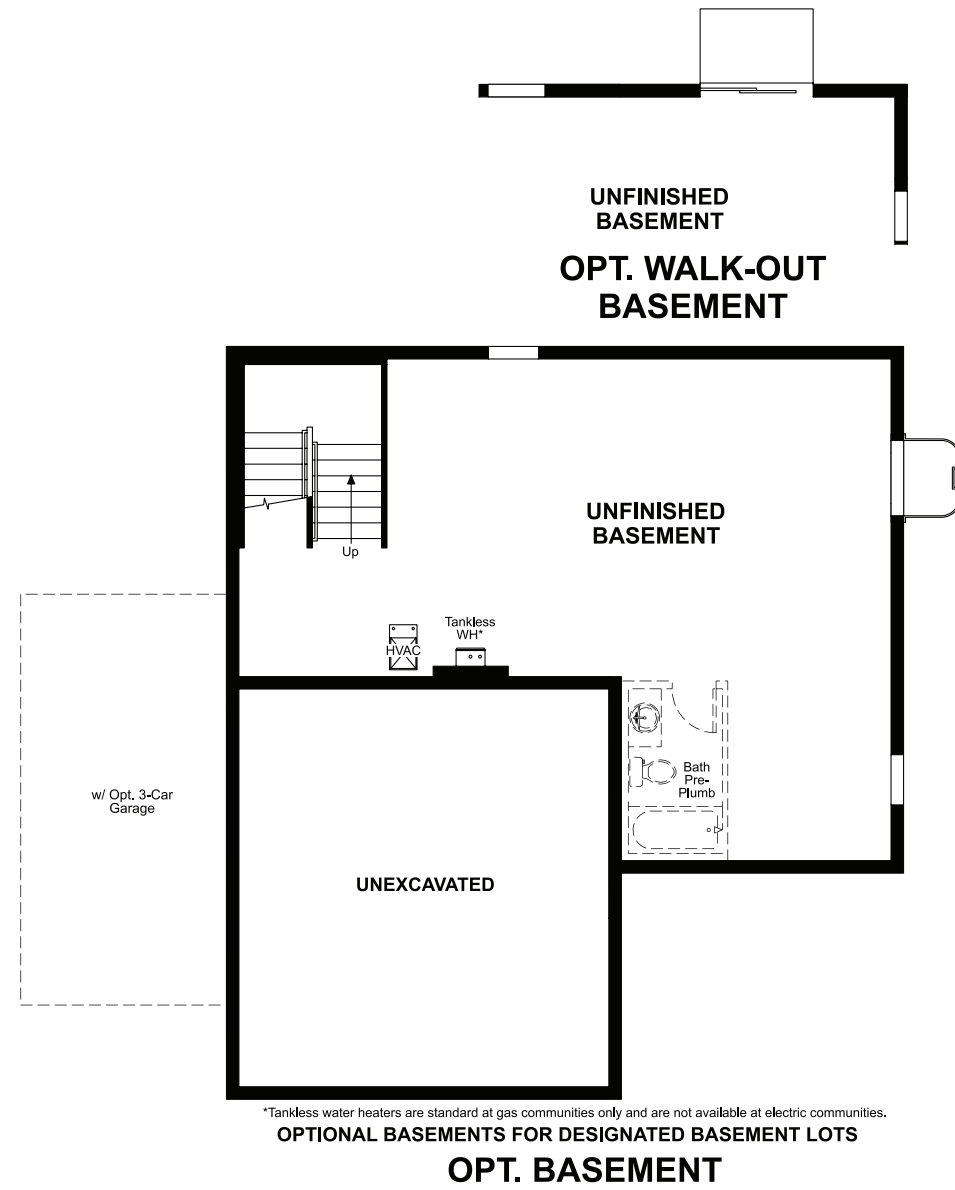 UNFINISHED
BASEMENT
OPT. WALK-OUT
BASEMENT
UNFINISHED
BASEMENT
Up
Tankless
WH*
HVAC
Bath
Pre-
Plumb
w/ Opt. 3-Car
Garage
UNEXCAVATED
*Tankless water heaters are standard at gas communities only and are not available at electric communities.
OPTIONAL BASEMENTS FOR DESIGNATED BASEMENT LOTS
OPT. BASEMENT